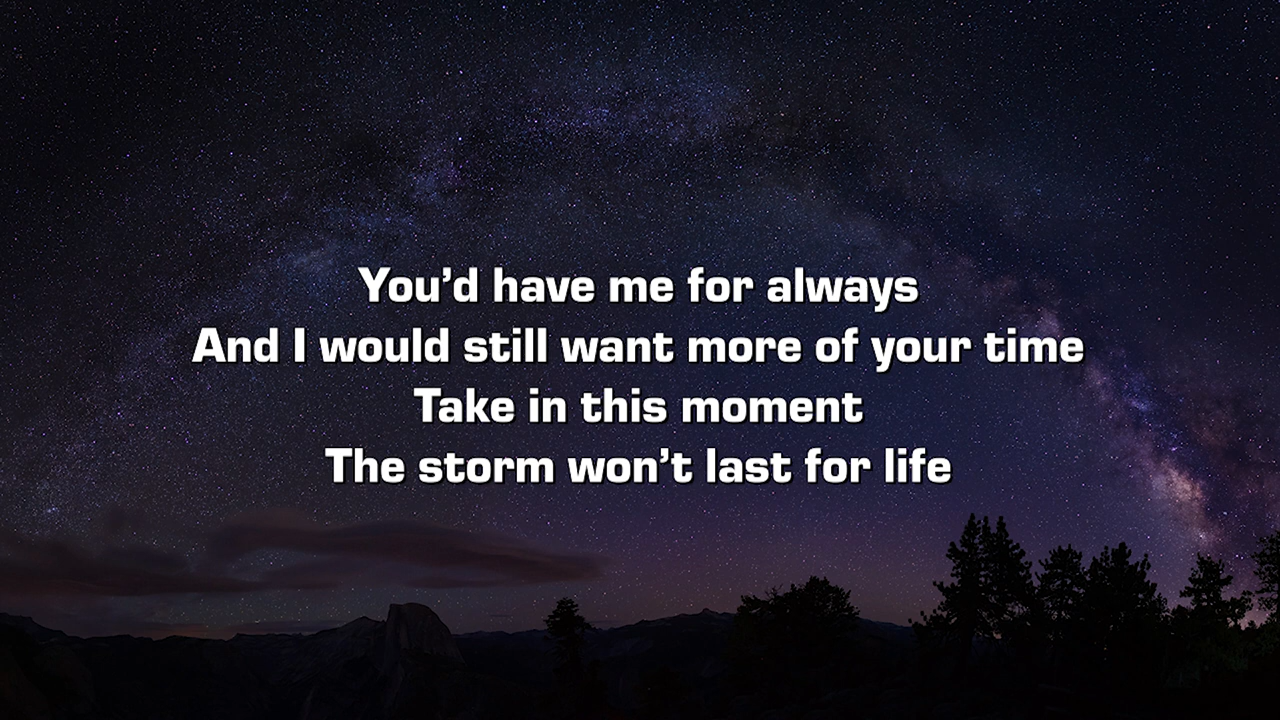 You’d have me for always
And I would still want more of your time
Take in this moment
The storm won’t last for life